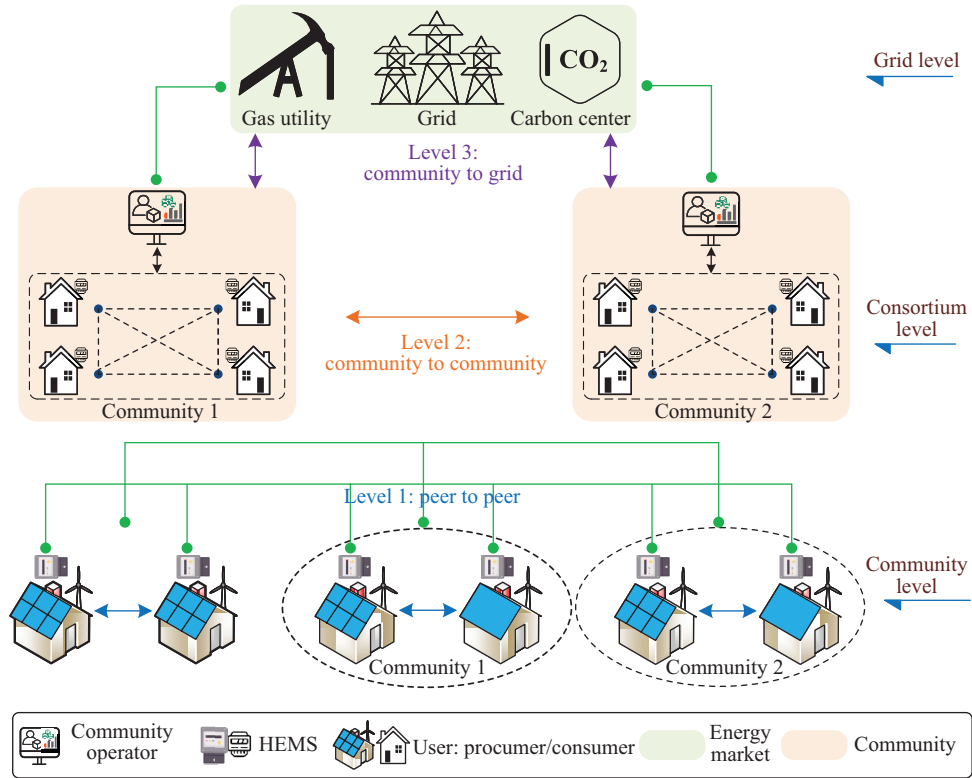 CO₂
Gas utility
Grid
Carbon center
Grid level
Level 3:
community to grid
Consortium
level
Level 2:
community to community
Community 1
Community 2
Level 1: peer to peer
Community
level
Community 1
Community 2
Community
operator
HEMS
User: procumer/consumer
Energy
market
Community